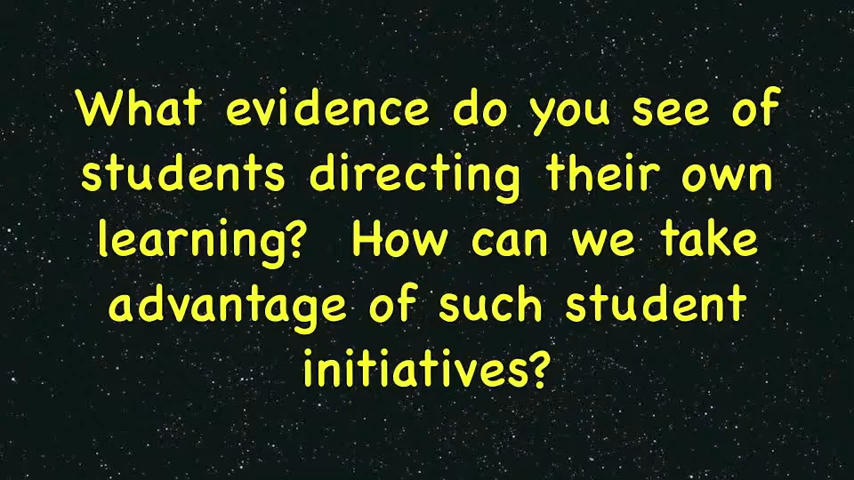 What evidence do you see of
students directing their own
learning?  How can we take
advantage of such student
initiatives?